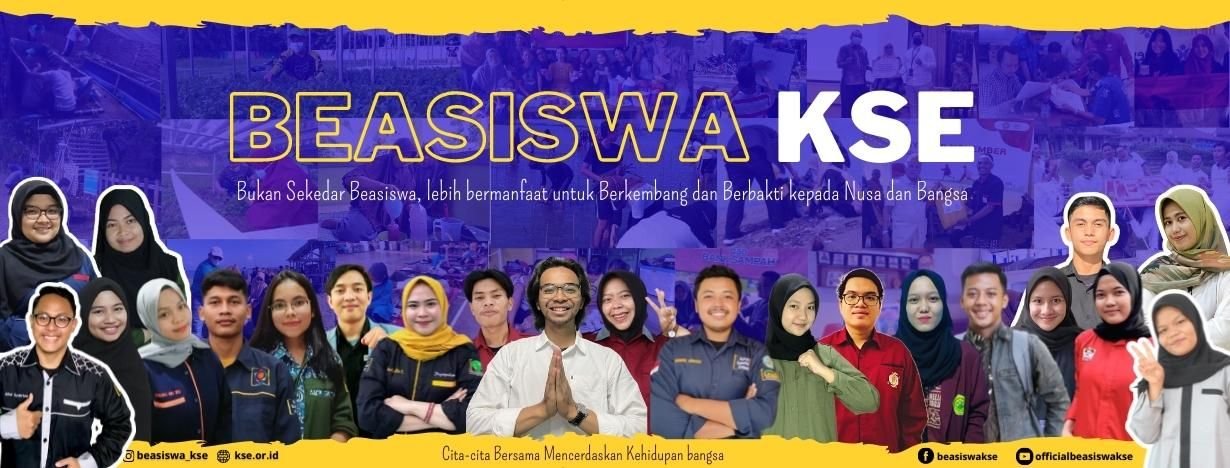 BEASISWA KSE
Bukan Sekedar Beasiswa, lebih bermanfaat untuk Berkembang dan Berbakti kepada Nusa dan Bangsa
beasiswa_kse kse.or.id
Cita-cita Bersama Mencerdaskan Kehidupan bangsa
beasiswakse officialbeasiswakse